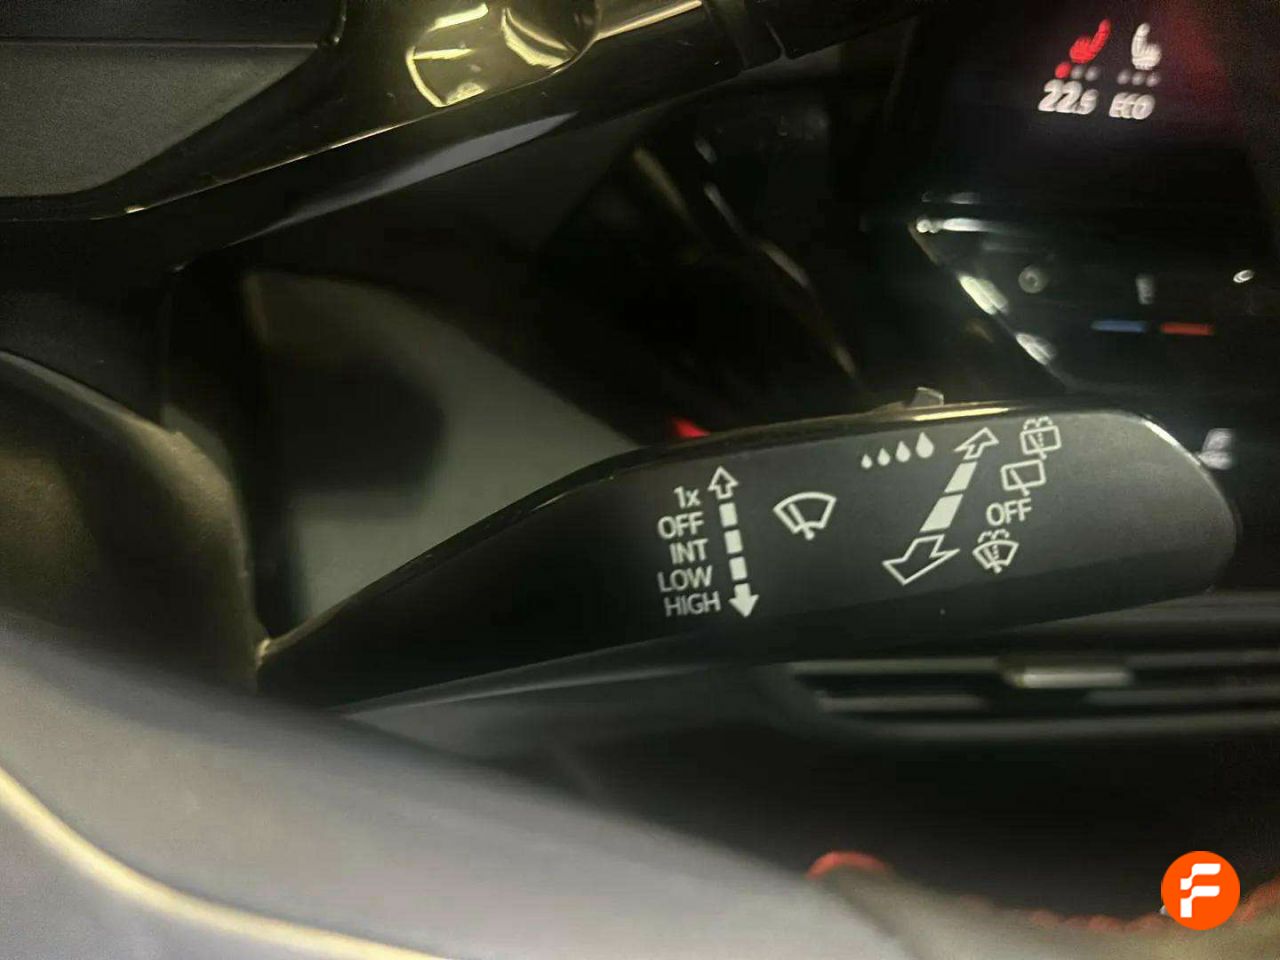 22.5 ECO
1x
OFF
INT
LOW
HIGH
OFF